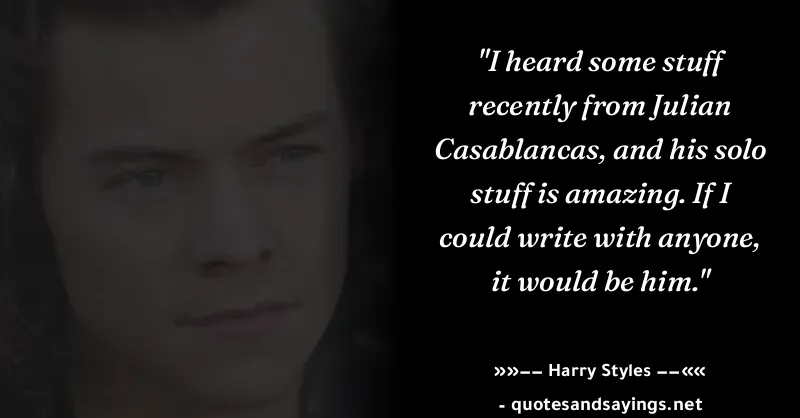 "I heard some stuff
recently from Julian
Casablancas, and his solo
stuff is amazing. If I
could write with anyone,
it would be him."
»»–– Harry Styles ––««
- quotesandsayings.net